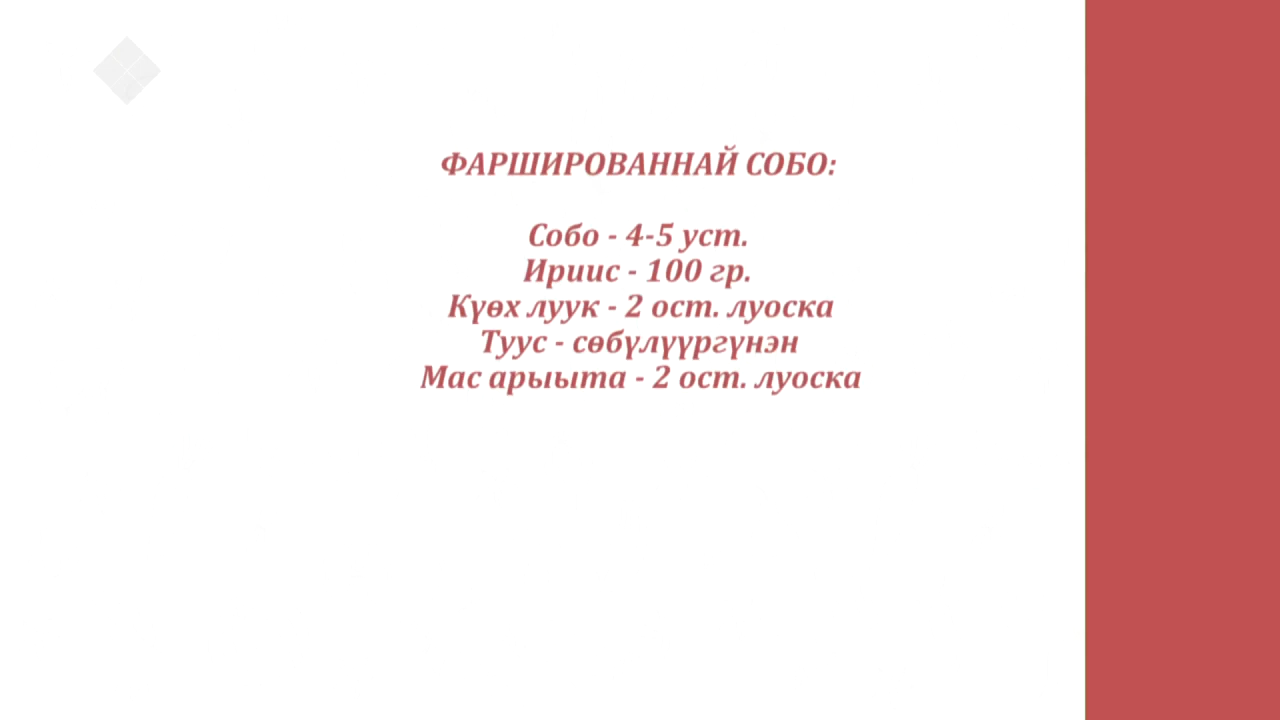 ФАРШИРОВАННАЙ СОБО:
Собо - 4-5 уст.
Ириис - 100 гр.
Күөх луук - 2 ост. луоска
Туус - сөбүлүүргүнэн
Мас арыыта - 2 ост. луоска